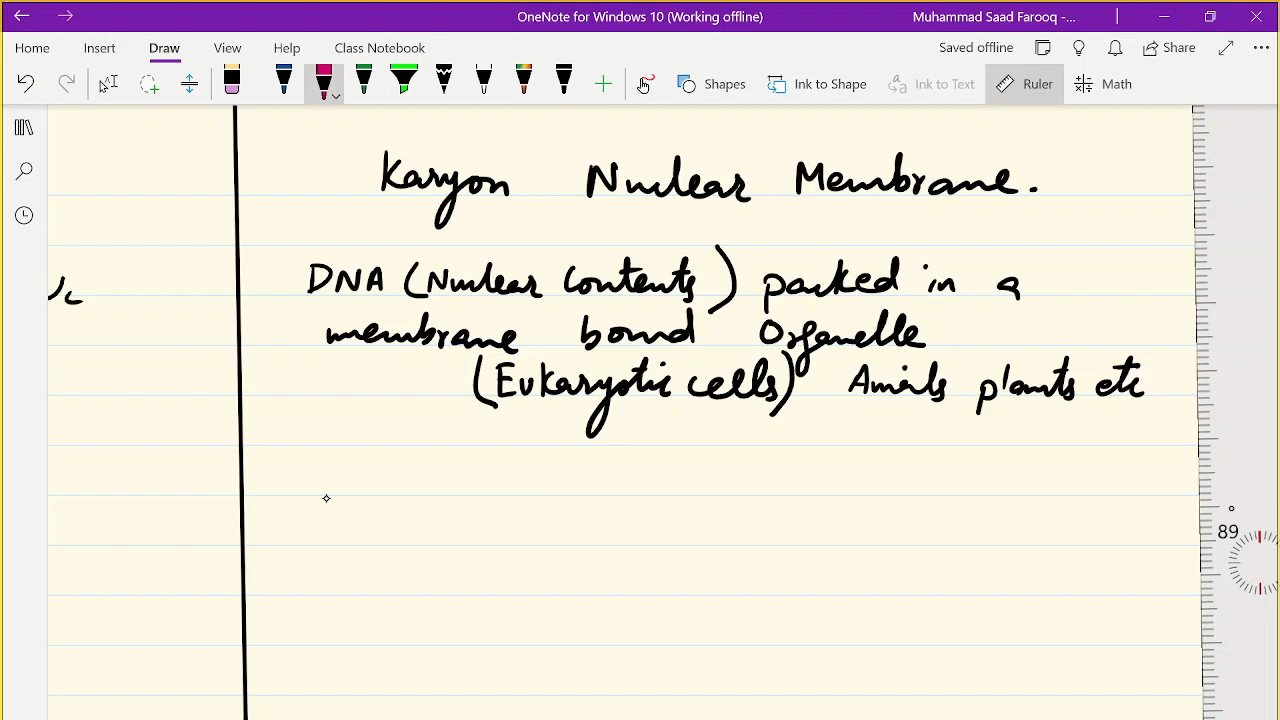 OneNote for Windows 10 (Working offline)
Muhammad Saad Farooq -...
Home Insert Draw View Help Class Notebook
Saved offline Share
Shapes Ink to Shape Ink to Text Ruler Math
Karyon Nuclear Membrane.
DNA (Nuclear Contents) packed in a
membrane bound Organelle
(Eukaryotic cells) plants etc
89